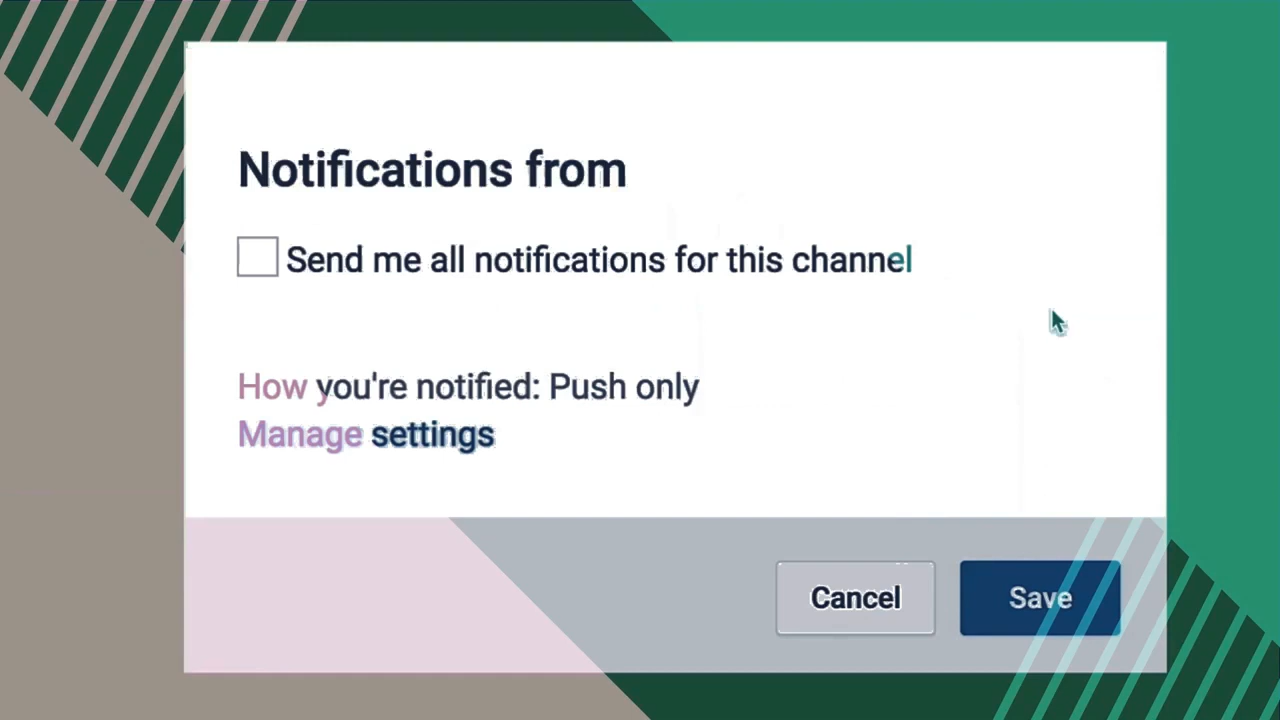 Notifications from
Send me all notifications for this channel
How you're notified: Push only
Manage settings
Cancel
Save